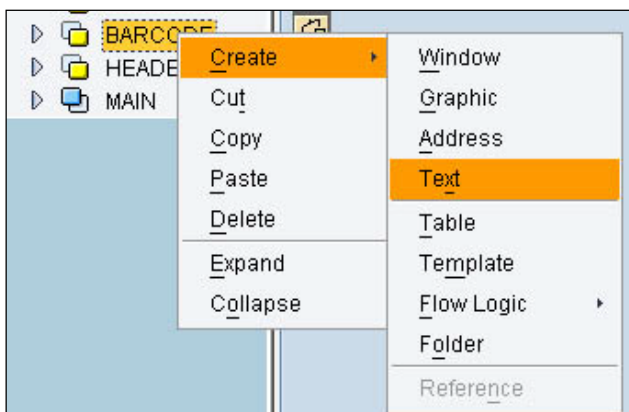 BARCODE
HEADE
MAIN
Create
Cut
Copy
Paste
Delete
Expand
Collapse
Window
Graphic
Address
Text
Table
Template
Flow Logic
Folder
Reference